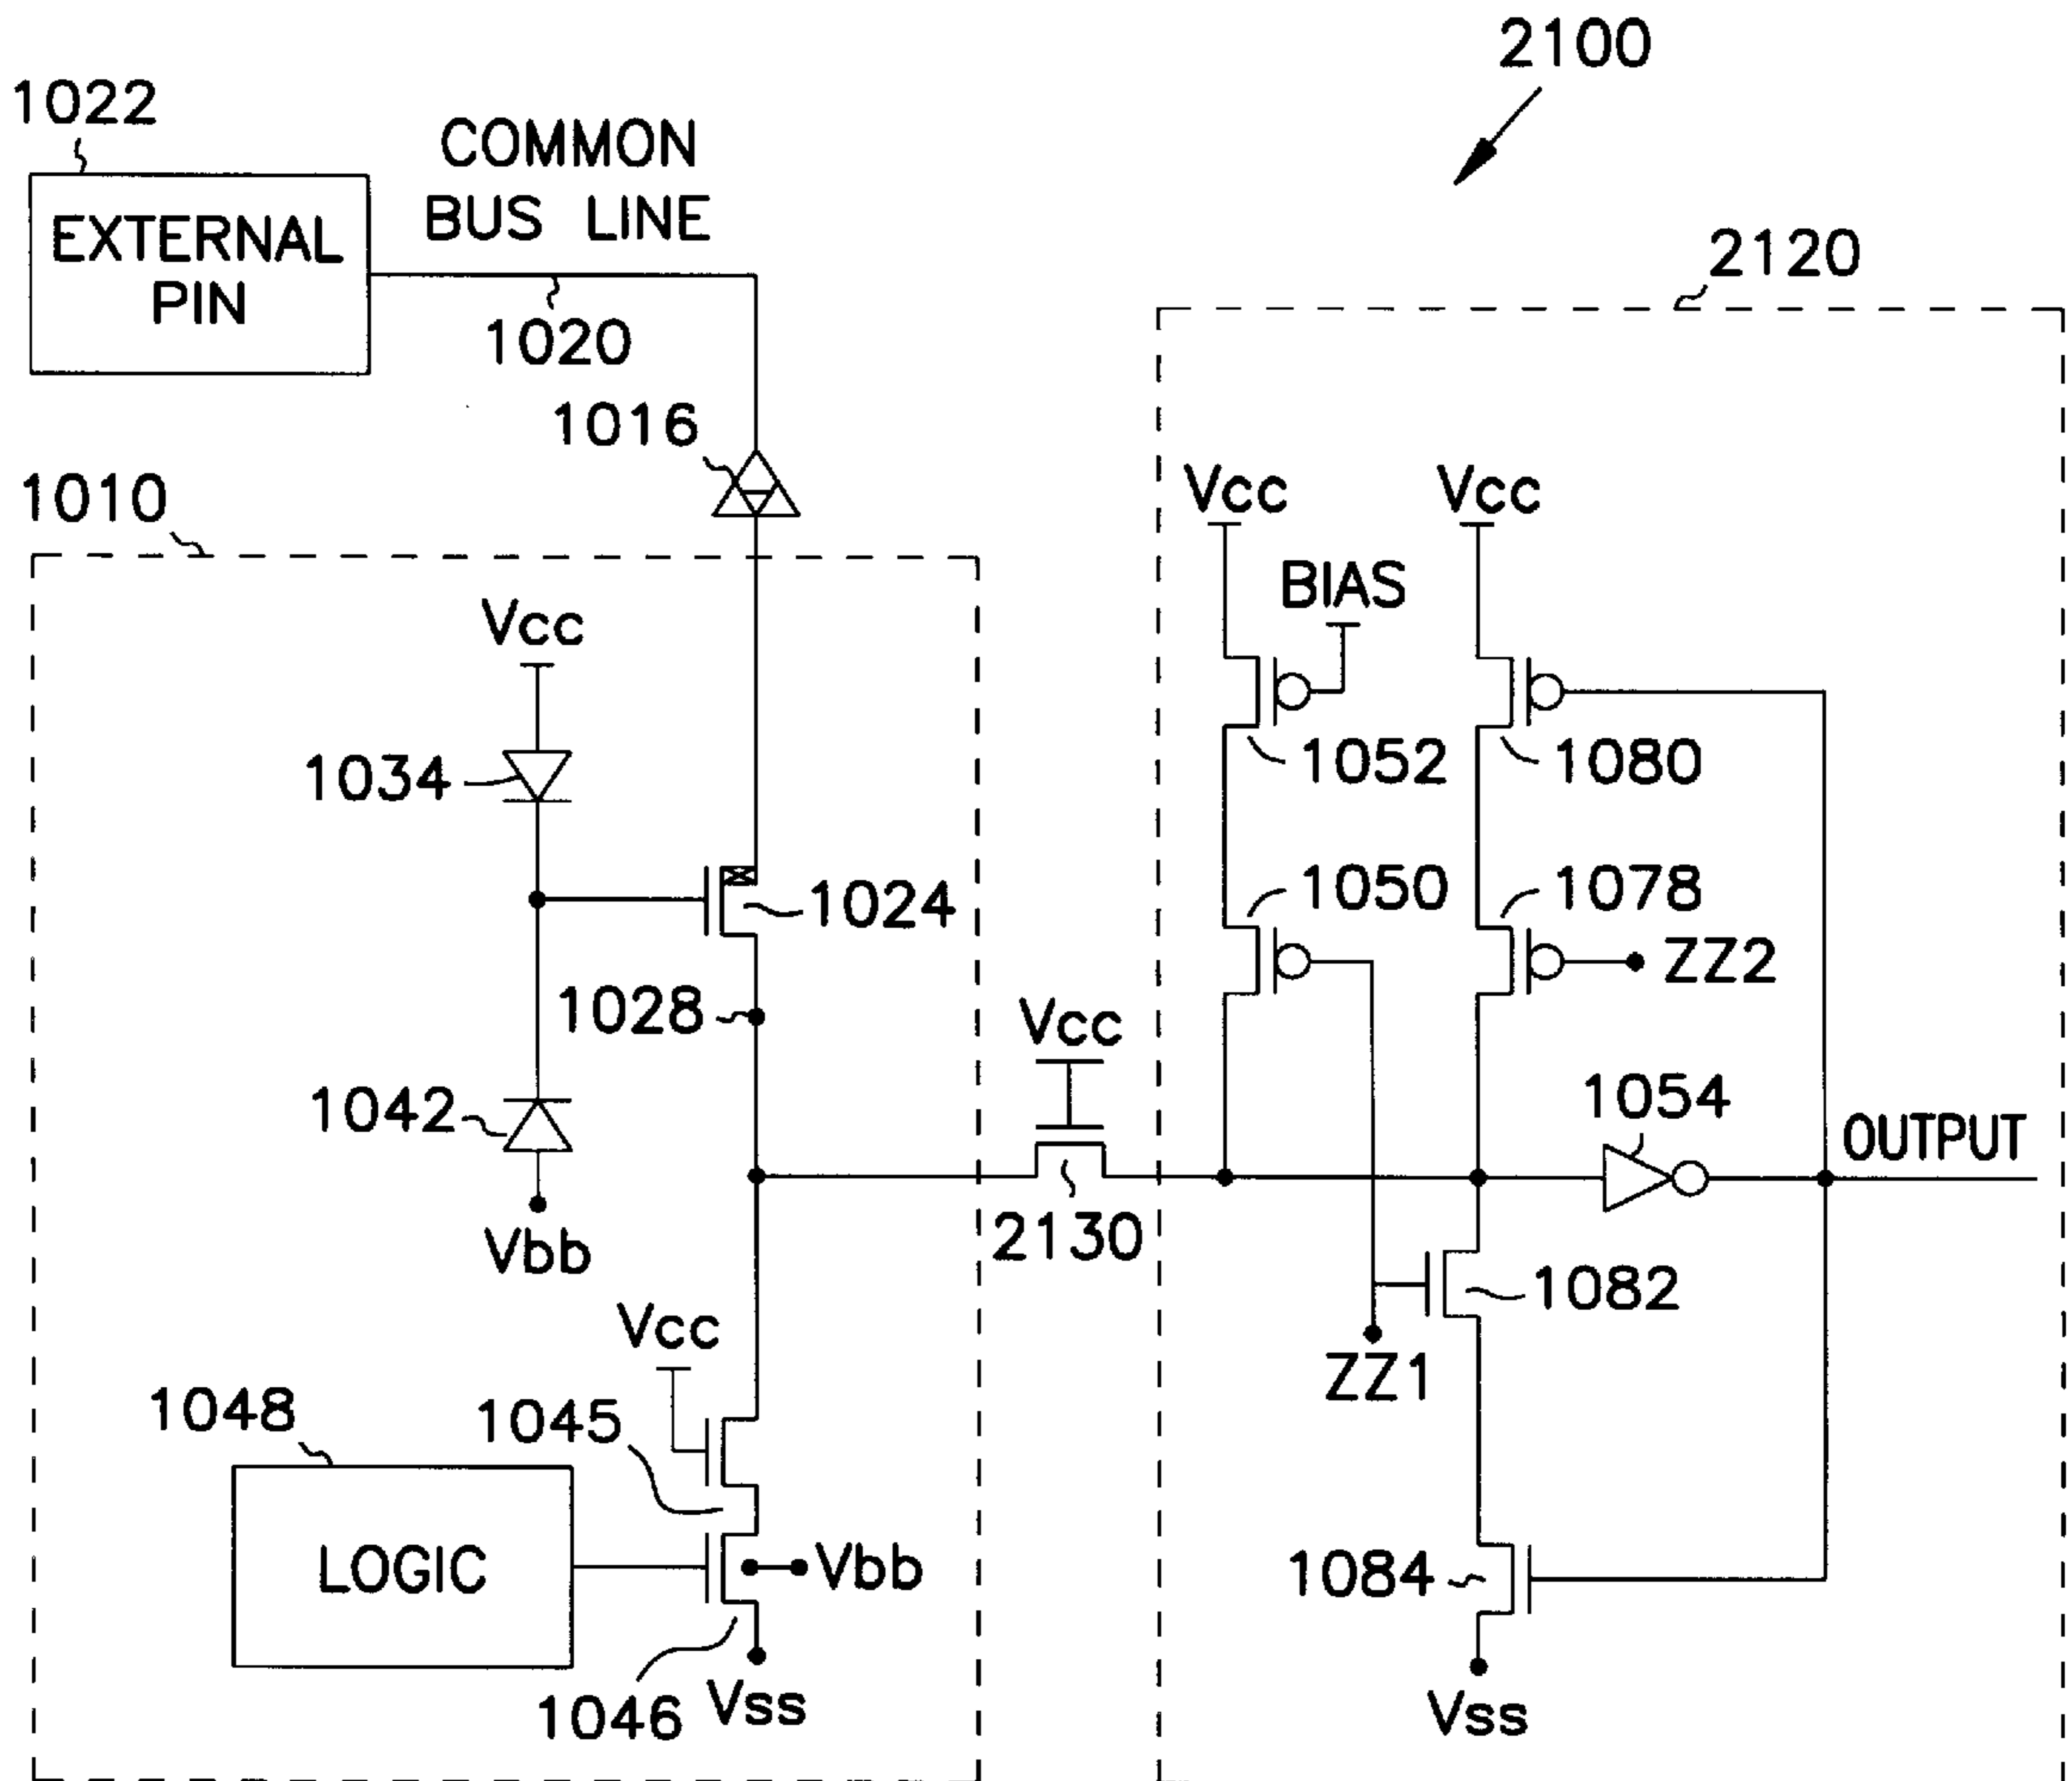 2100
1022
COMMON
BUS LINE
EXTERNAL
PIN
1020
2120
1016
1010
Vcc
Vcc
BIAS
Vcc
1034
1052
1080
1024
1050
1078
ZZ2
1028
Vcc
1042
1054
OUTPUT
Vbb
2130
1082
Vcc
ZZ1
1048
1045
LOGIC
Vbb
1084
1046
Vss
Vss